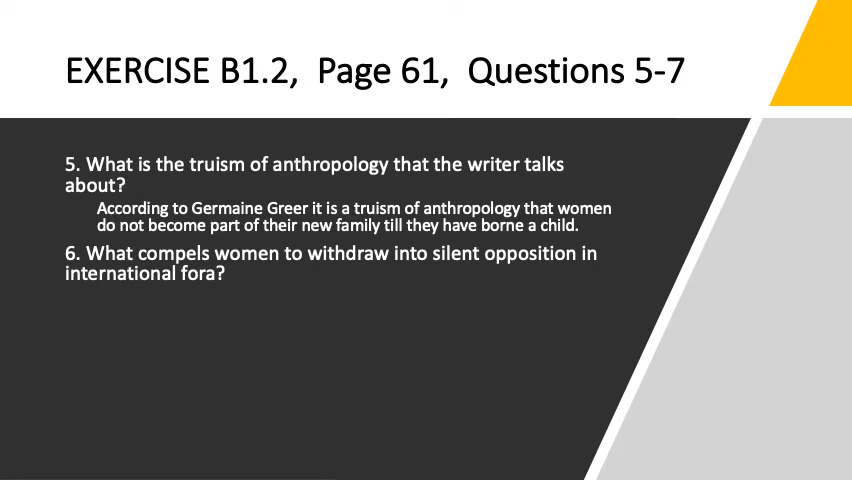 EXERCISE B1.2, Page 61, Questions 5-7
5. What is the truism of anthropology that the writer talks
about?
According to Germaine Greer it is a truism of anthropology that women
do not become part of their new family till they have borne a child.
6. What compels women to withdraw into silent opposition in
international fora?